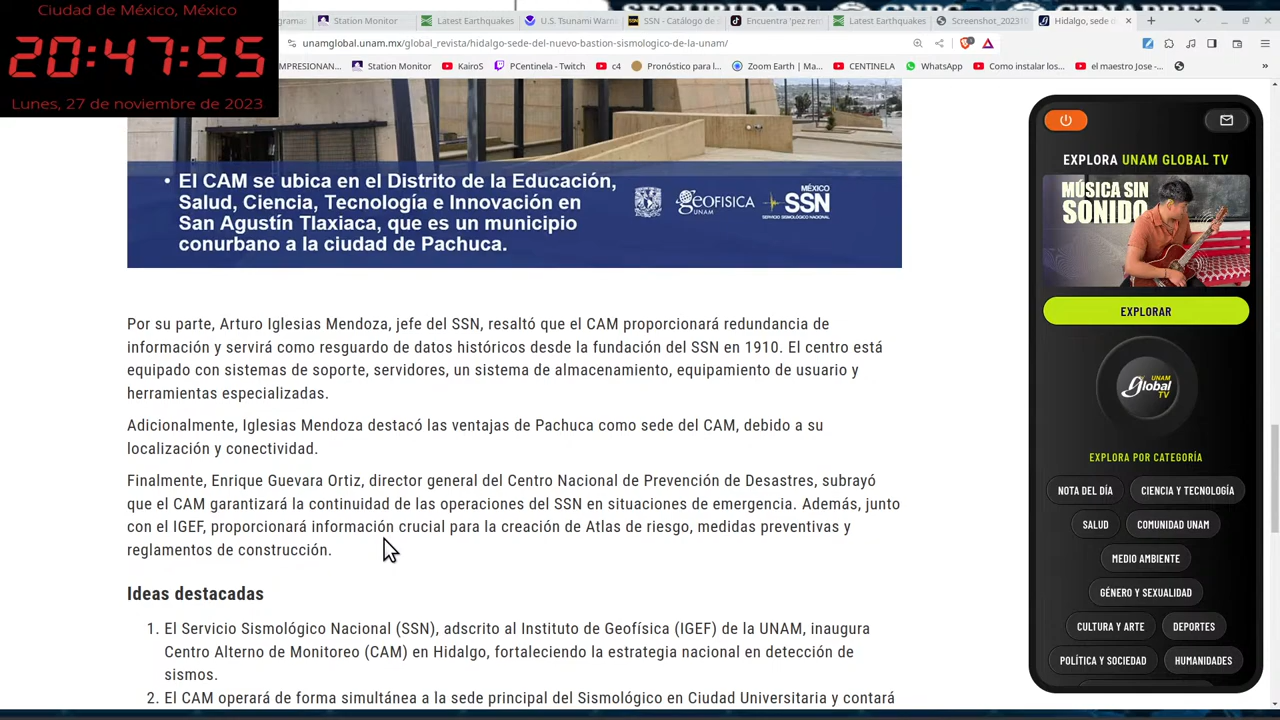 Ciudad de México, México
20:47:55
Lunes, 27 de noviembre de 2023
Station Monitor
Latest Earthquakes
U.S. Tsunami Warn
SSN - Catálogo de s
Encuentra 'pez rem
Latest Earthquakes
Screenshot_20231
Hidalgo, sede d
unamglobal.unam.mx/global_revista/hidalgo-sede-del-nuevo-bastion-sismologico-de-la-unam/
MPRESIONAN...
Station Monitor
KairoS
PCentinela - Twitch
c4
Pronóstico para l...
Zoom Earth | Ma...
CENTINELA
WhatsApp
Como instalar los...
el maestro Jose -...
• El CAM se ubica en el Distrito de la Educación,
Salud, Ciencia, Tecnología e Innovación en
San Agustín Tlaxiaca, que es un municipio
conurbano a la ciudad de Pachuca.
GEOFISICA
UNAM
MÉXICO
SSN
SERVICIO SISMOLÓGICO NACIONAL
Por su parte, Arturo Iglesias Mendoza, jefe del SSN, resaltó que el CAM proporcionará redundancia de
información y servirá como resguardo de datos históricos desde la fundación del SSN en 1910. El centro está
equipado con sistemas de soporte, servidores, un sistema de almacenamiento, equipamiento de usuario y
herramientas especializadas.
Adicionalmente, Iglesias Mendoza destacó las ventajas de Pachuca como sede del CAM, debido a su
localización y conectividad.
Finalmente, Enrique Guevara Ortiz, director general del Centro Nacional de Prevención de Desastres, subrayó
que el CAM garantizará la continuidad de las operaciones del SSN en situaciones de emergencia. Además, junto
con el IGEF, proporcionará información crucial para la creación de Atlas de riesgo, medidas preventivas y
reglamentos de construcción.
Ideas destacadas
1. El Servicio Sismológico Nacional (SSN), adscrito al Instituto de Geofísica (IGEF) de la UNAM, inaugura
Centro Alterno de Monitoreo (CAM) en Hidalgo, fortaleciendo la estrategia nacional en detección de
sismos.
2. El CAM operará de forma simultánea a la sede principal del Sismológico en Ciudad Universitaria y contará
EXPLORA UNAM GLOBAL TV
MÚSICA SIN
SONIDO
EXPLORAR
UNAM
Global
TV
EXPLORA POR CATEGORÍA
NOTA DEL DÍA
CIENCIA Y TECNOLOGÍA
SALUD
COMUNIDAD UNAM
MEDIO AMBIENTE
GÉNERO Y SEXUALIDAD
CULTURA Y ARTE
DEPORTES
POLÍTICA Y SOCIEDAD
HUMANIDADES